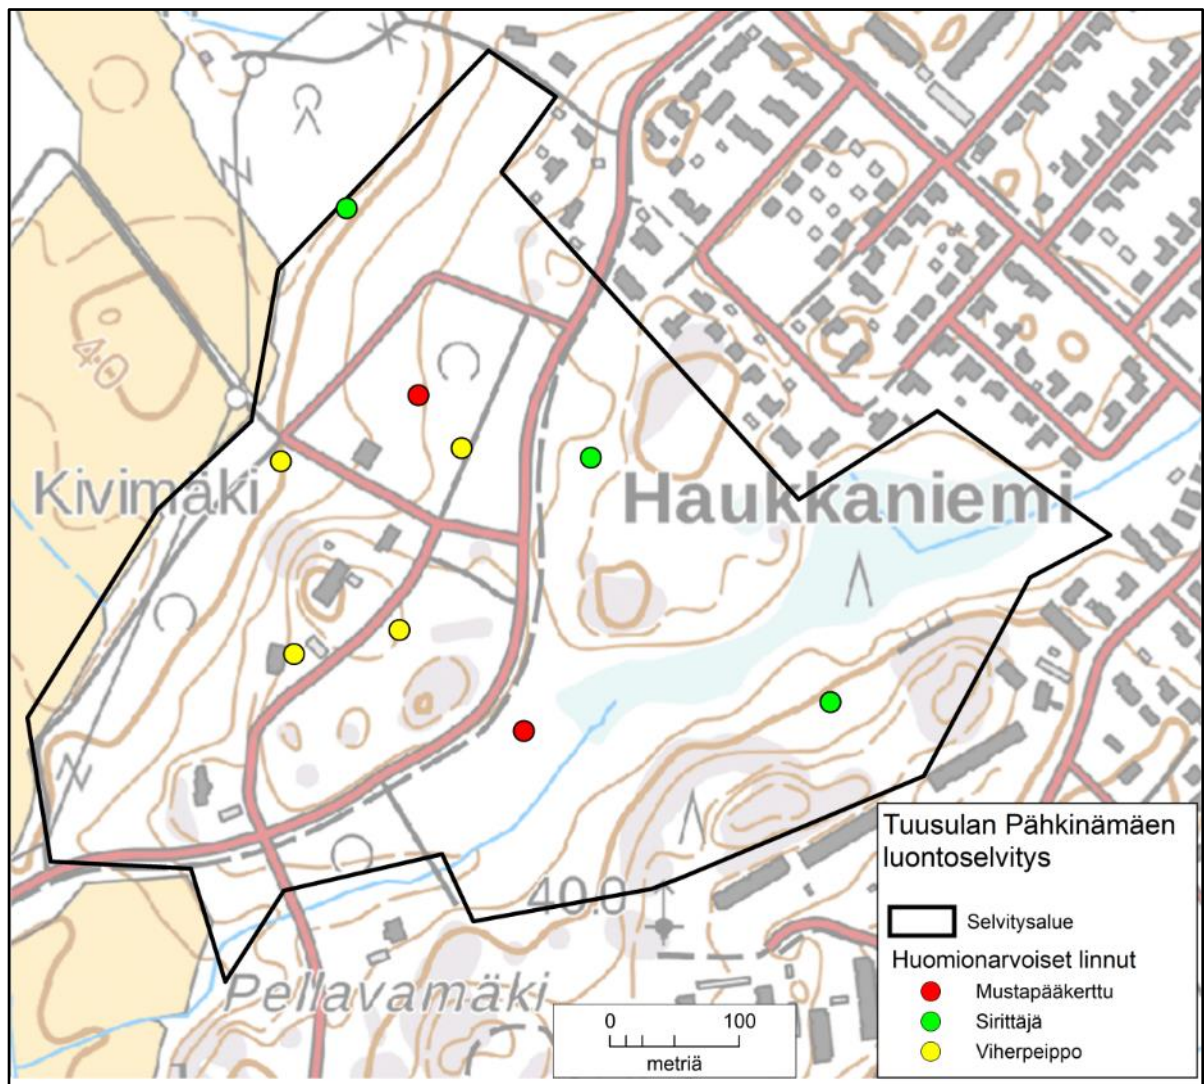 40
Kivimäki
Haukkaniemi
40.0
Pellavamäki
0 100
metriä
Tuusulan Pähkinämäen
luontoselvitys
Selvitysalue
Huomionarvoiset linnut
Mustapääkerttu
Sirittäjä
Viherpeippo